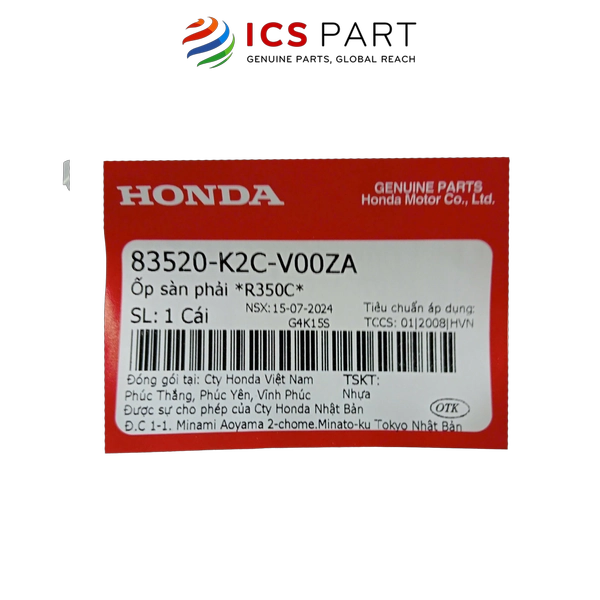 ICS PART
GENUINE PARTS, GLOBAL REACH
HONDA
GENUINE PARTS
Honda Motor Co., Ltd.
83520-K2C-V00ZA
Ốp sàn phải *R350C*
SL: 1 Cái
NSX: 15-07-2024
G4K15S
Tiêu chuẩn áp dụng:
TCCS: 01|2008|HVN
Đóng gói tại: Cty Honda Việt Nam
TSKT:
Phúc Thắng, Phúc Yên, Vĩnh Phúc
Nhựa
Được sự cho phép của Cty Honda Nhật Bản
OTK
Đ.C 1-1. Minami Aoyama 2-chome.Minato-ku Tokyo Nhật Bản